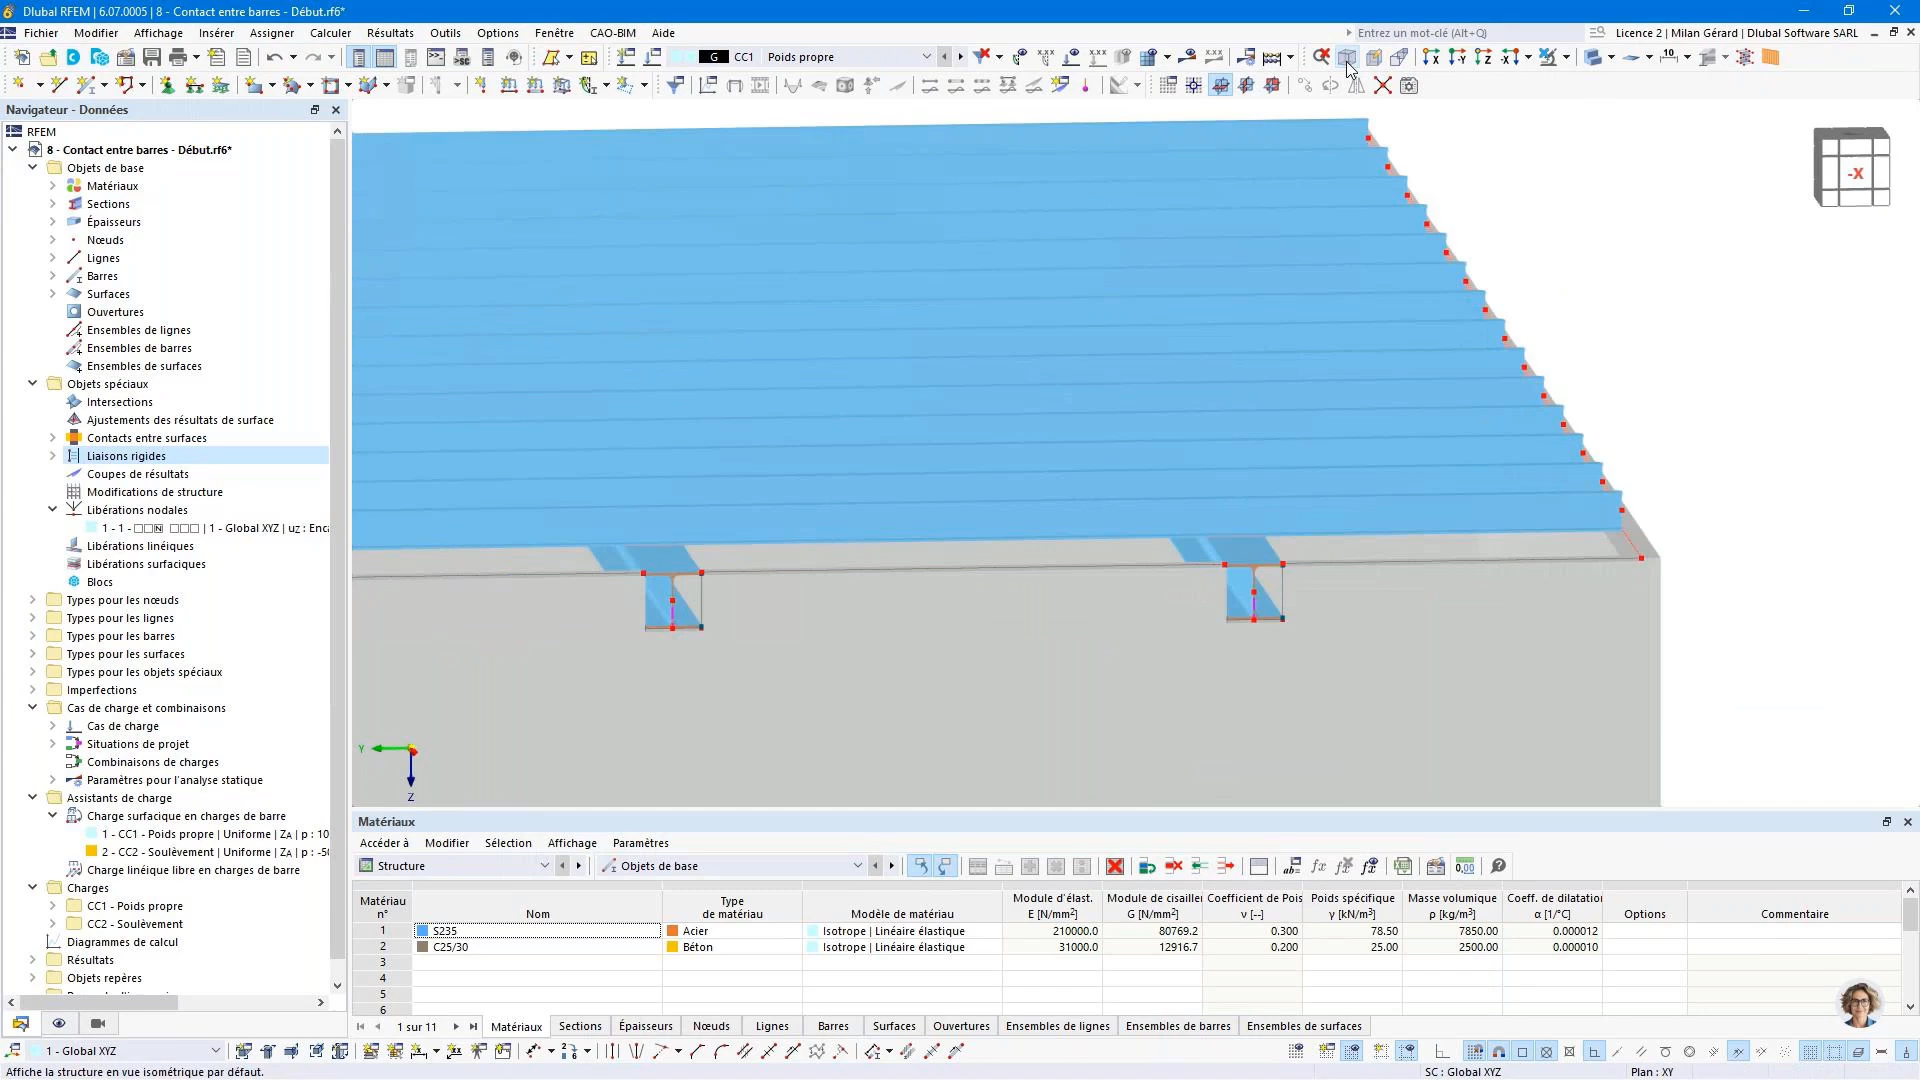 Dlubal RFEM | 6.07.0005 | 8 - Contact entre barres - Début.rf6*
Fichier Modifier Affichage Insérer Assigner Calculer Résultats Outils Options Fenêtre CAO-BIM Aide
Entrez un mot-clé (Alt+Q)
Licence 2 | Milan Gérard | Dlubal Software SARL
G CC1 Poids propre
Navigateur - Données
RFEM
8 - Contact entre barres - Début.rf6*
Objets de base
Matériaux
Sections
Épaisseurs
Nœuds
Lignes
Barres
Surfaces
Ouvertures
Ensembles de lignes
Ensembles de barres
Ensembles de surfaces
Objets spéciaux
Intersections
Ajustements des résultats de surface
Contacts entre surfaces
Liaisons rigides
Coupes de résultats
Modifications de structure
Libérations nodales
1 - 1 - | 1 - Global XYZ | uz : Enca
Libérations linéiques
Libérations surfaciques
Blocs
Types pour les nœuds
Types pour les lignes
Types pour les barres
Types pour les surfaces
Types pour les objets spéciaux
Imperfections
Cas de charge et combinaisons
Cas de charge
Situations de projet
Combinaisons de charges
Paramètres pour l'analyse statique
Assistants de charge
Charge surfacique en charges de barre
1 - CC1 - Poids propre | Uniforme | ZA | p : 10
2 - CC2 - Soulèvement | Uniforme | ZA | p : -50
Charge linéique libre en charges de barre
Charges
CC1 - Poids propre
CC2 - Soulèvement
Diagrammes de calcul
Résultats
Objets repères
-X
Y
Z
Matériaux
Accéder à Modifier Sélection Affichage Paramètres
Structure Objets de base
Matériau n° Nom Type de matériau Modèle de matériau Module d'élast. E [N/mm²] Module de cisailler G [N/mm²] Coefficient de Pois ν [--] Poids spécifique γ [kN/m³] Masse volumique ρ [kg/m³] Coeff. de dilatation α [1/°C] Options Commentaire
1 S235 Acier Isotrope | Linéaire élastique 210000.0 80769.2 0.300 78.50 7850.00 0.000012
2 C25/30 Béton Isotrope | Linéaire élastique 31000.0 12916.7 0.200 25.00 2500.00 0.000010
3
4
5
6
1 sur 11 Matériaux Sections Épaisseurs Nœuds Lignes Barres Surfaces Ouvertures Ensembles de lignes Ensembles de barres Ensembles de surfaces
1 - Global XYZ
Affiche la structure en vue isométrique par défaut.
SC : Global XYZ
Plan : XY